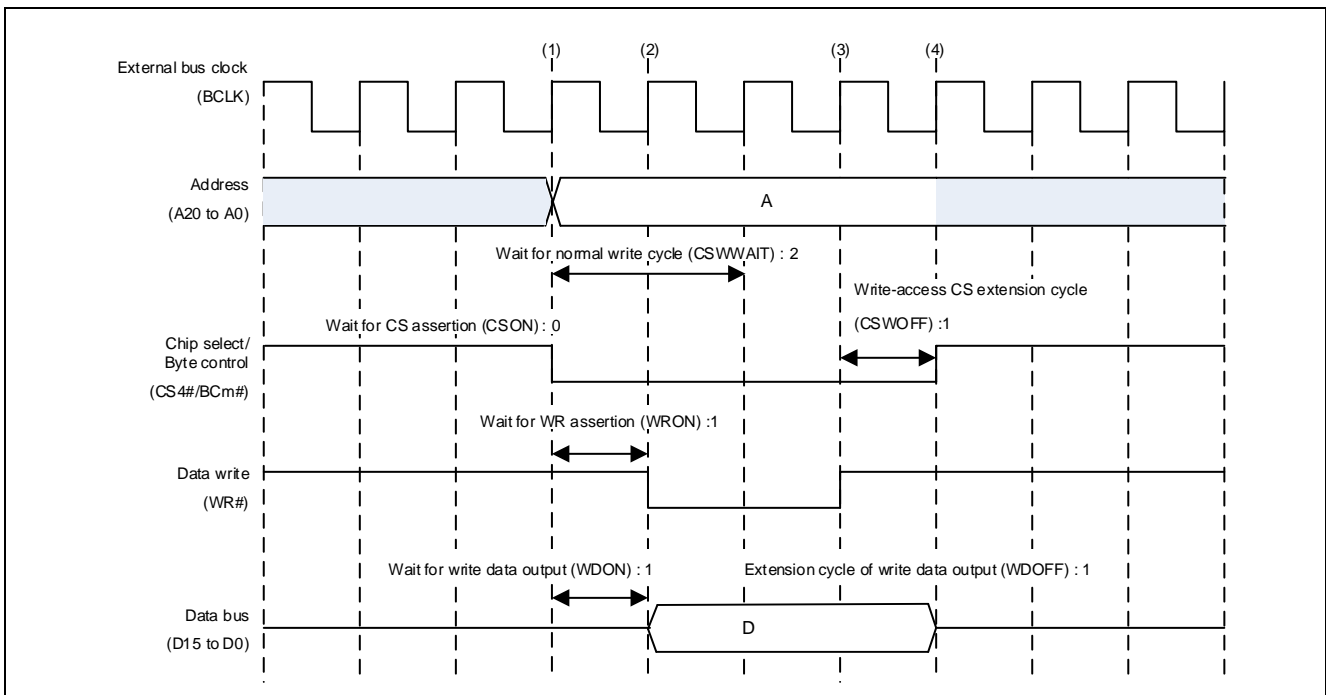 (1) (2) (3) (4)
External bus clock
(BCLK)
Address
(A20 to A0)
A
Wait for normal write cycle (CSWWAIT) : 2
Write-access CS extension cycle
(CSWOFF) :1
Wait for CS assertion (CSON) : 0
Chip select/
Byte control
(CS4#/BCm#)
Wait for WR assertion (WRON) :1
Data write
(WR#)
Wait for write data output (WDON) : 1
Extension cycle of write data output (WDOFF) : 1
Data bus
(D15 to D0)
D